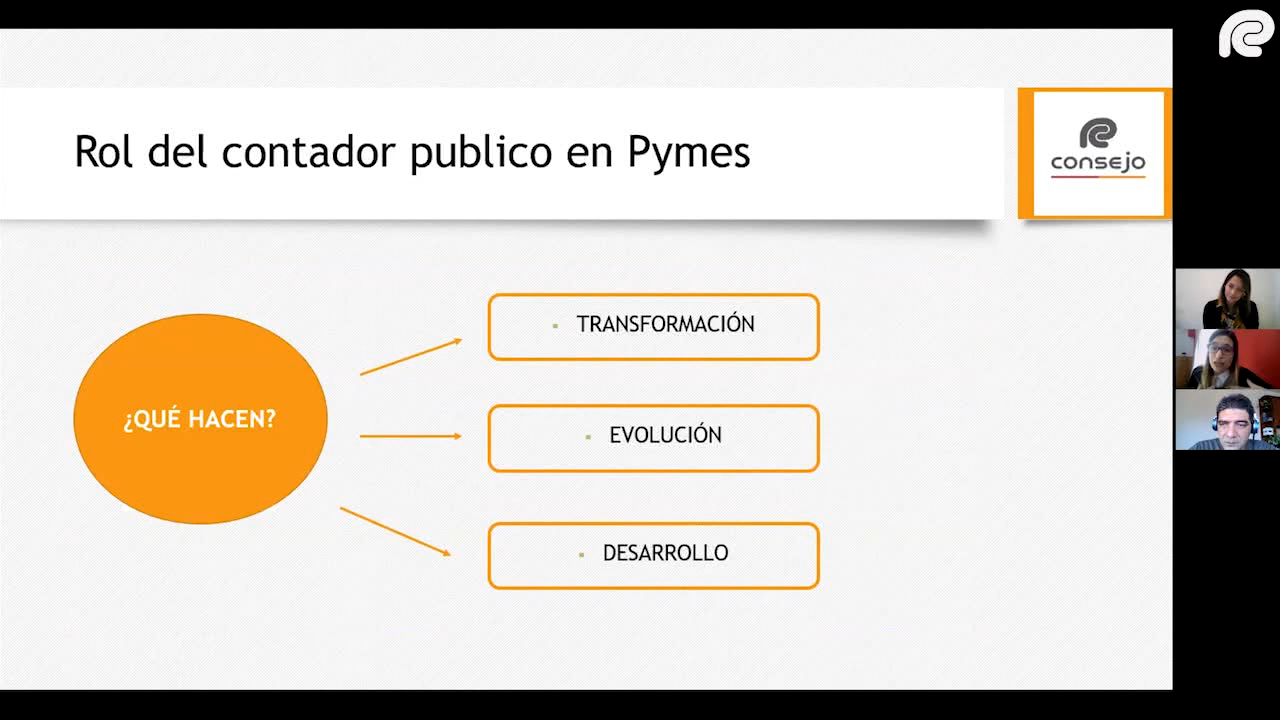 Rol del contador publico en Pymes
consejo
¿QUÉ HACEN?
▪ TRANSFORMACIÓN
▪ EVOLUCIÓN
▪ DESARROLLO